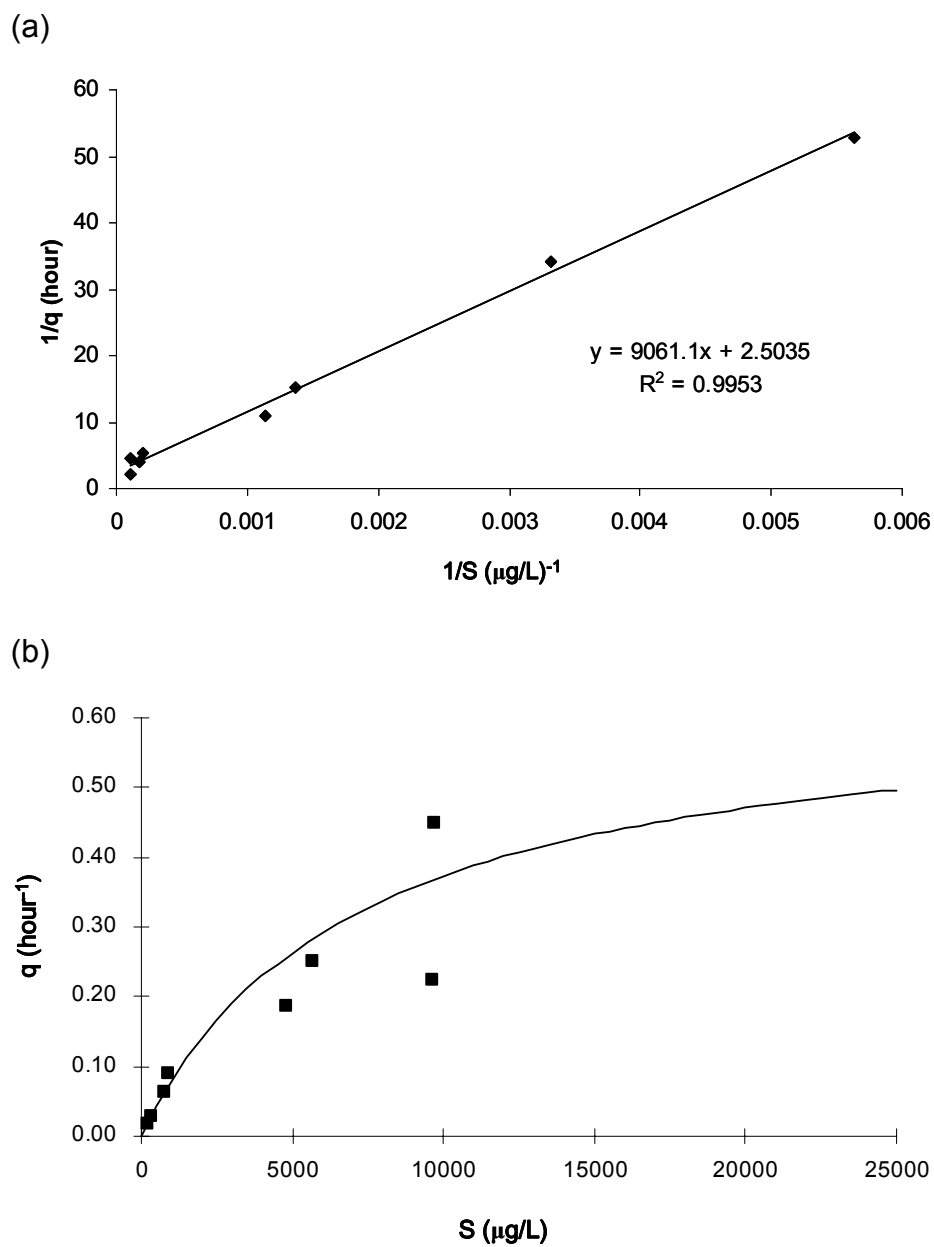 (a)
60
50
40
30
20
10
0
1/q (hour)
y = 9061.1x + 2.5035
R² = 0.9953
0 0.001 0.002 0.003 0.004 0.005 0.006
1/S (μg/L)⁻¹
(b)
0.60
0.50
0.40
0.30
0.20
0.10
0.00
q (hour⁻¹)
0 5000 10000 15000 20000 25000
S (μg/L)